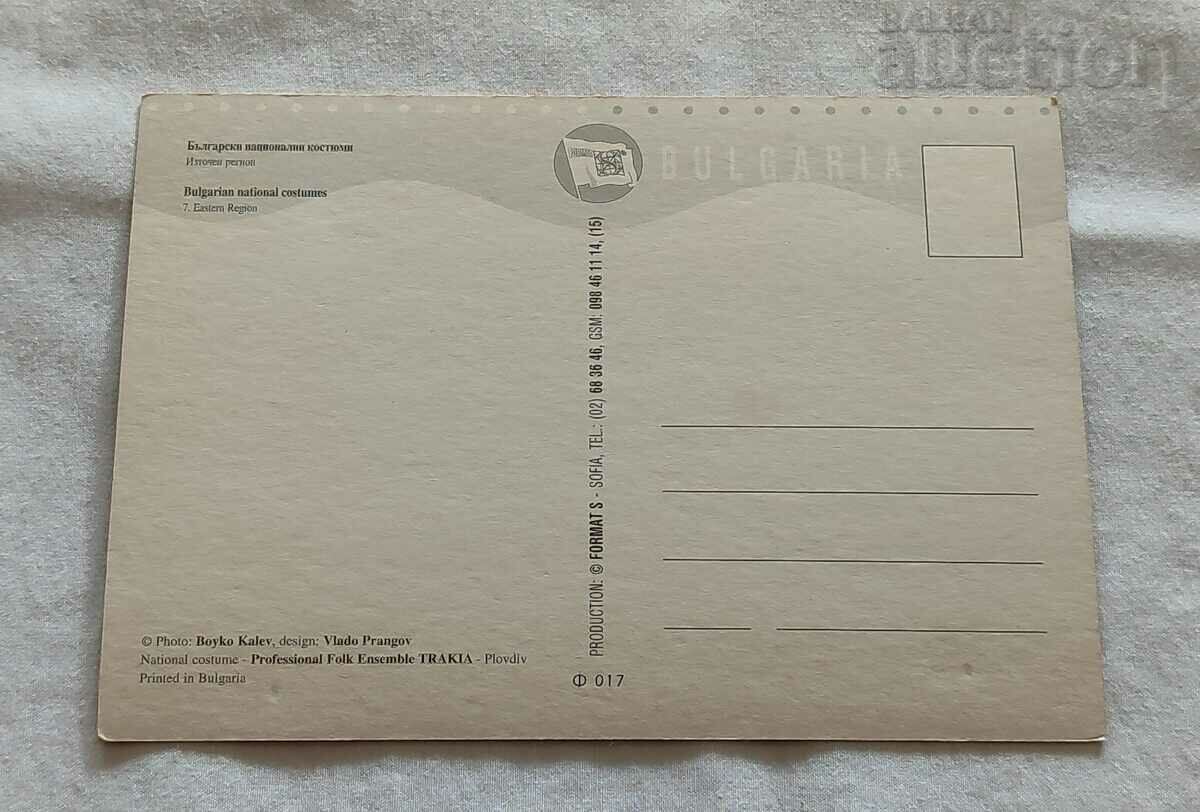 BALKAN
auction
Български национални костюми
Източен регион
Bulgarian national costumes
7. Eastern Region
BULGARIA
PRODUCTION: © FORMAT S - SOFIA, TEL.: (02) 68 36 46, GSM: 098 46 11 14, (15)
© Photo: Boyko Kalev, design: Vlado Prangov
National costume - Professional Folk Ensemble TRAKIA - Plovdiv
Printed in Bulgaria
Ф 017